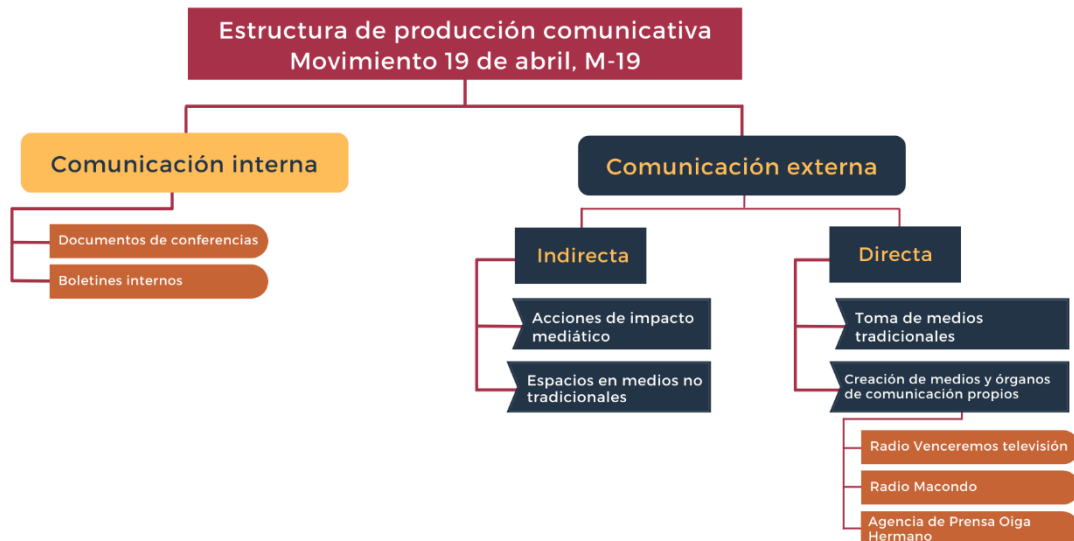 Estructura de producción comunicativa
Movimiento 19 de abril, M-19
Comunicación interna
Documentos de conferencias
Boletines internos
Comunicación externa
Indirecta
Acciones de impacto
mediático
Espacios en medios no
tradicionales
Directa
Toma de medios
tradicionales
Creación de medios y órganos
de comunicación propios
Radio Venceremos televisión
Radio Macondo
Agencia de Prensa Oiga
Hermano